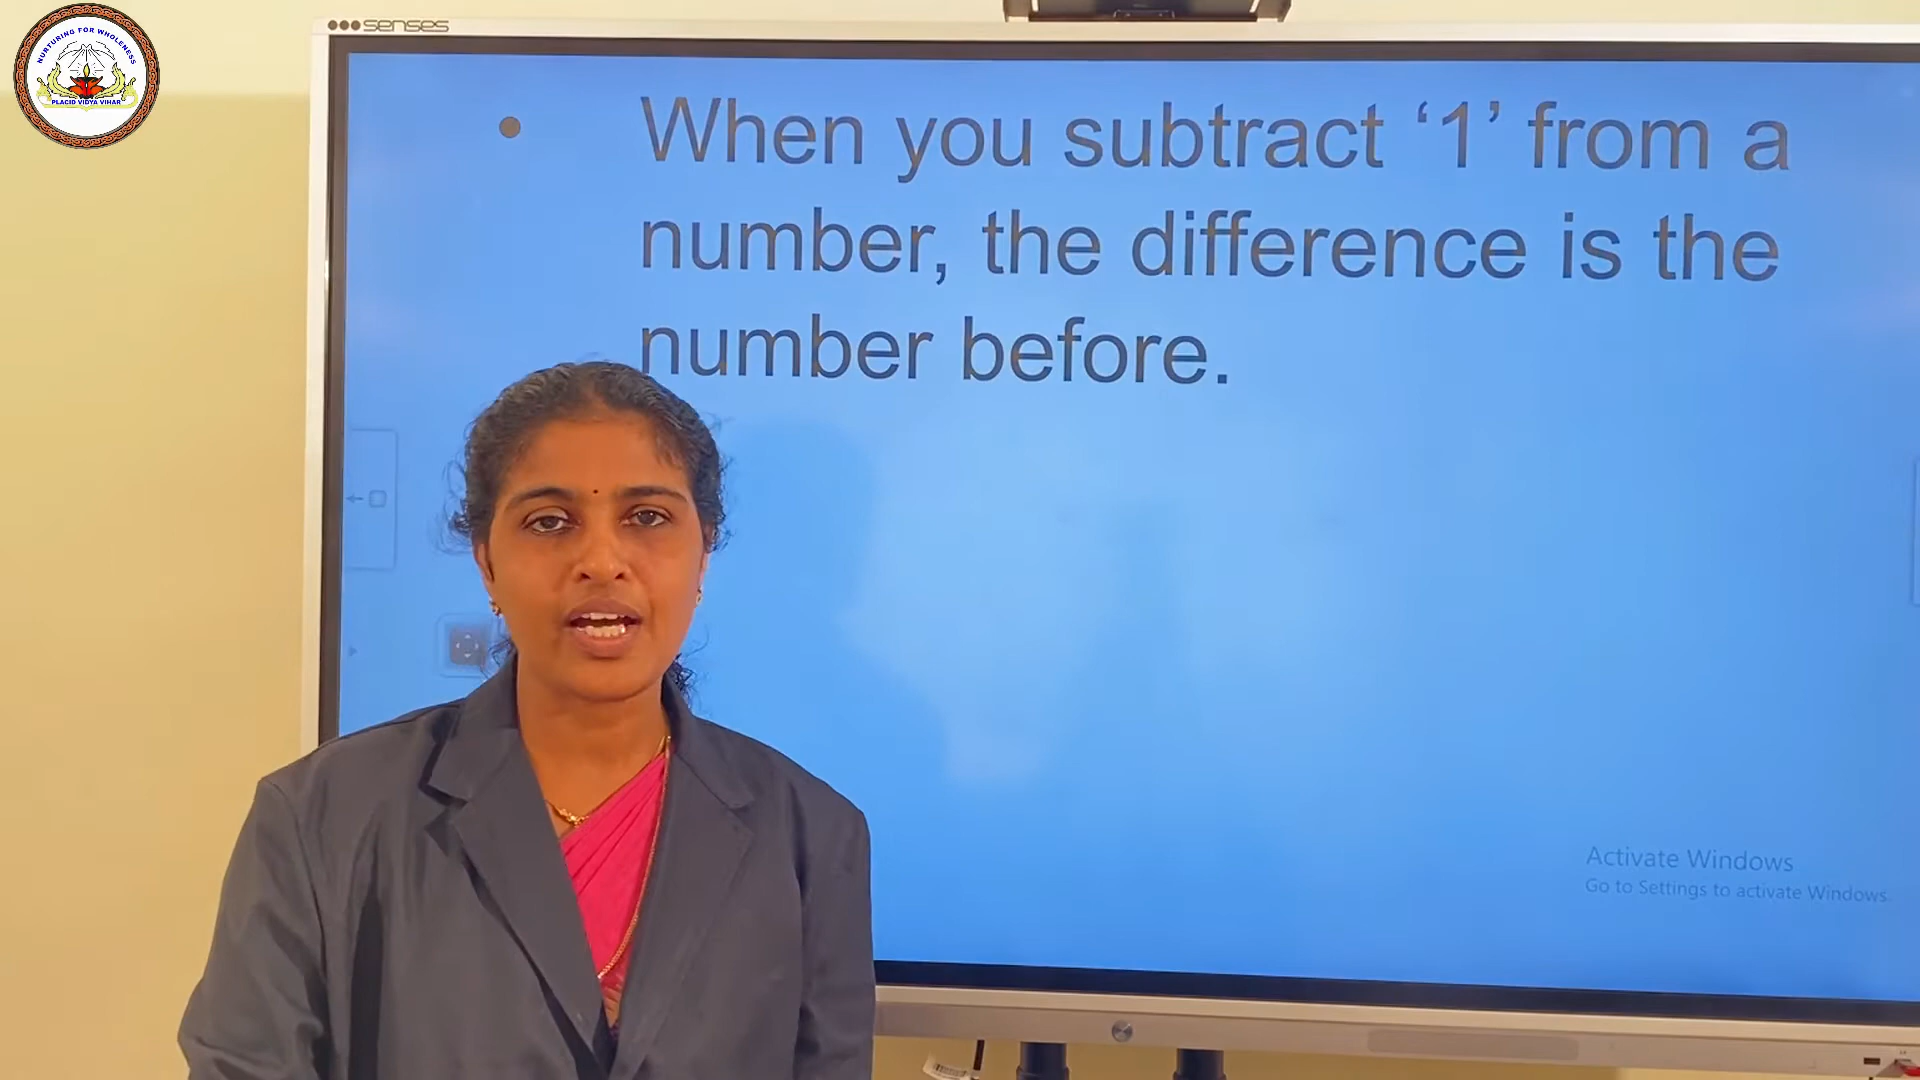 NURTURING FOR WHOLENESS
PLACID VIDYA VIHAR
senses
• When you subtract ‘1’ from a
number, the difference is the
number before.
Activate Windows
Go to Settings to activate Windows.